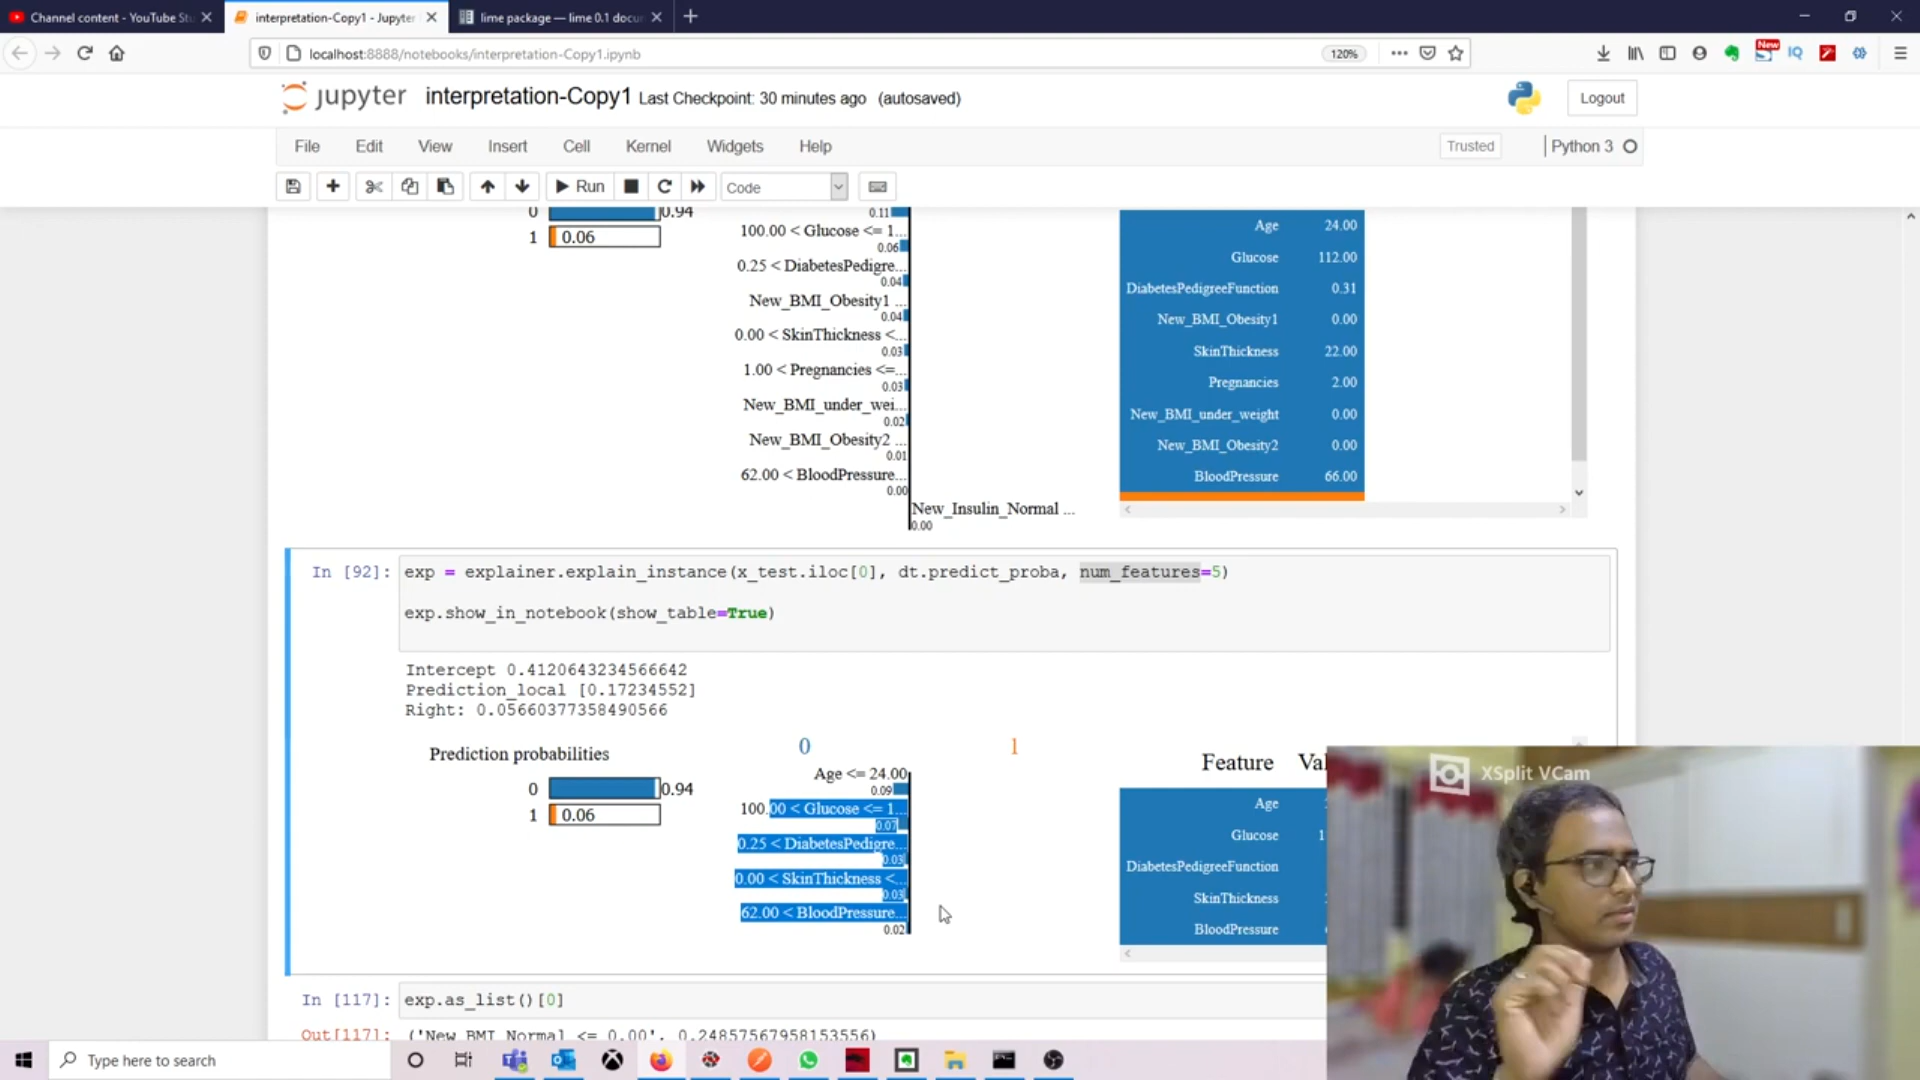 Channel content - YouTube St
interpretation-Copy1 - Jupyter
lime package — lime 0.1 docu
localhost:8888/notebooks/interpretation-Copy1.ipynb
120%
New
jupyter
interpretation-Copy1 Last Checkpoint: 30 minutes ago (autosaved)
Logout
File Edit View Insert Cell Kernel Widgets Help
Trusted
Python 3
Run
Code
0 0.94
1 0.06
0.11
100.00 < Glucose <= 1...
0.06
0.25 < DiabetesPedigre...
0.04
New_BMI_Obesity1 ...
0.04
0.00 < SkinThickness <...
0.03
1.00 < Pregnancies <=...
0.03
New_BMI_under_wei...
0.02
New_BMI_Obesity2 ...
0.01
62.00 < BloodPressure...
0.00
New_Insulin_Normal ...
0.00
Age 24.00
Glucose 112.00
DiabetesPedigreeFunction 0.31
New_BMI_Obesity1 0.00
SkinThickness 22.00
Pregnancies 2.00
New_BMI_under_weight 0.00
New_BMI_Obesity2 0.00
BloodPressure 66.00
In [92]: exp = explainer.explain_instance(x_test.iloc[0], dt.predict_proba, num_features=5)
exp.show_in_notebook(show_table=True)
Intercept 0.4120643234566642
Prediction_local [0.17234552]
Right: 0.05660377358490566
Prediction probabilities
0 0.94
1 0.06
0 1
Age <= 24.00
0.09
100.00 < Glucose <= 1...
0.07
0.25 < DiabetesPedigre...
0.03
0.00 < SkinThickness <...
0.03
62.00 < BloodPressure...
0.02
Feature Val
Age
Glucose 1
DiabetesPedigreeFunction
SkinThickness
BloodPressure
XSplit VCam
In [117]: exp.as_list()[0]
Out[117]: ('New_BMI_Normal <= 0.00', 0.248575679581535​56)
Type here to search